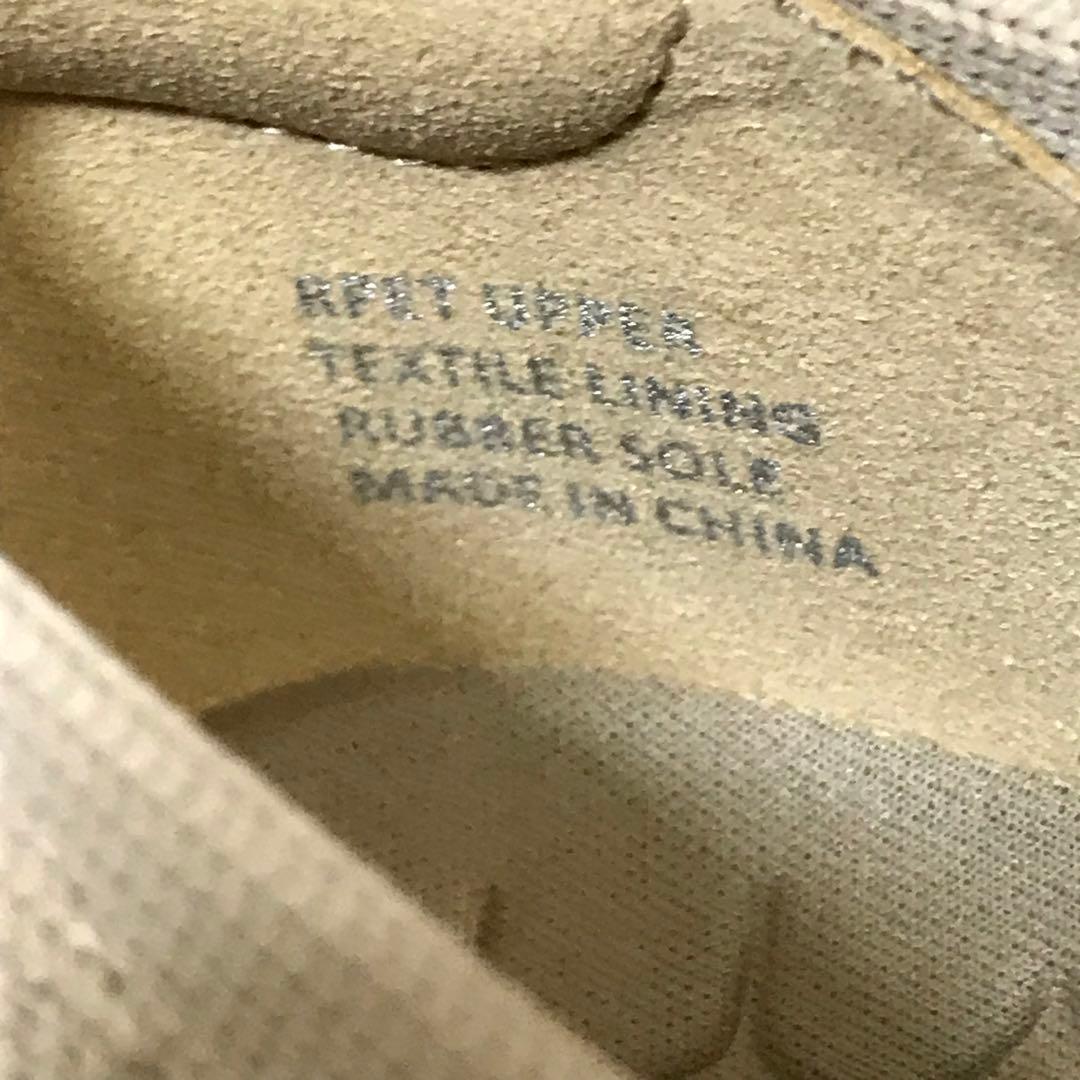 RPET UPPER
TEXTILE LINING
RUBBER SOLE
MADE IN CHINA